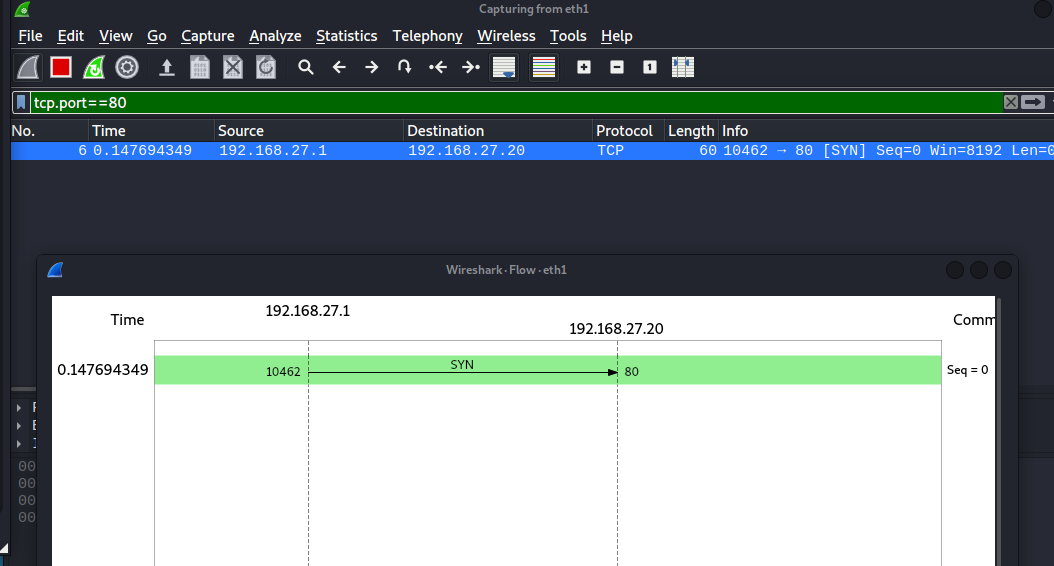 Capturing from eth1
File Edit View Go Capture Analyze Statistics Telephony Wireless Tools Help
tcp.port==80
No. Time Source Destination Protocol Length Info
6 0.147694349 192.168.27.1 192.168.27.20 TCP 60 10462 → 80 [SYN] Seq=0 Win=8192 Len=0
Wireshark · Flow · eth1
192.168.27.1
Time Comm
192.168.27.20
SYN
0.147694349 10462 80 Seq = 0
00
00
00
00